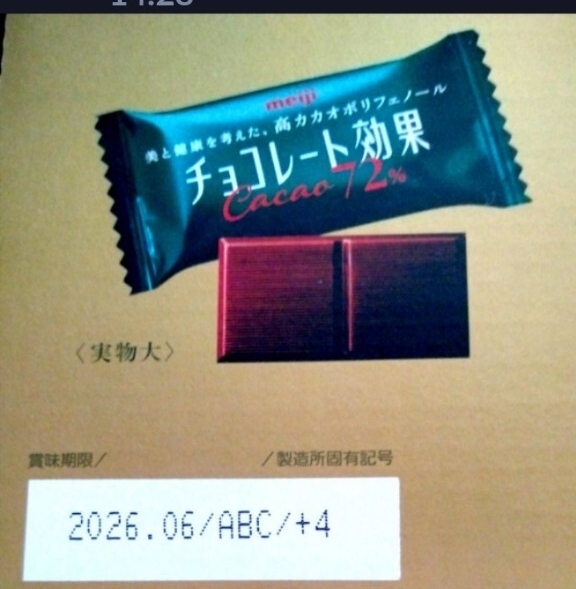 meiji
美と健康を考えた、高カカオポリフェノール
チョコレート効果
Cacao 72%
〈実物大〉
賞味期限/ /製造所固有記号
2026.06/ABC/+4